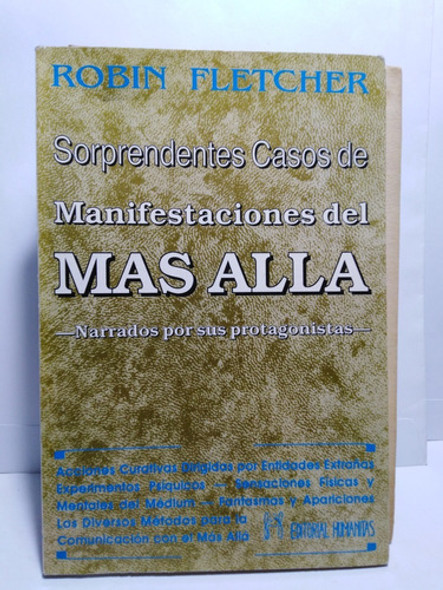 ROBIN FLETCHER
Sorprendentes Casos de
Manifestaciones del
MAS ALLA
—Narrados por sus protagonistas—
Acciones Curativas Dirigidas por Entidades Extrañas
Experimentos Psíquicos — Sensaciones Físicas y
Mentales del Médium — Fantasmas y Apariciones
Los Diversos Métodos para la
Comunicación con el Más Allá
EDITORIAL HUMANITAS